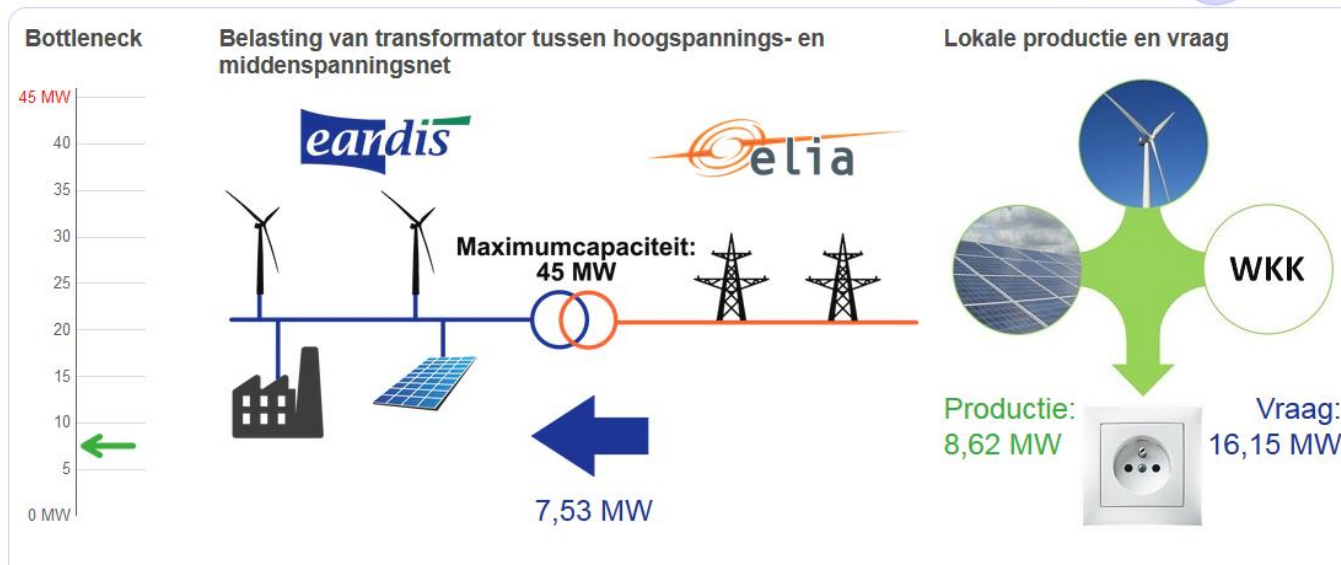 Bottleneck
45 MW
40
35
30
25
20
15
10
5
0 MW
Belasting van transformator tussen hoogspannings- en
middenspanningsnet
eandis
elia
Maximumcapaciteit:
45 MW
7,53 MW
Lokale productie en vraag
WKK
Productie:
8,62 MW
Vraag:
16,15 MW